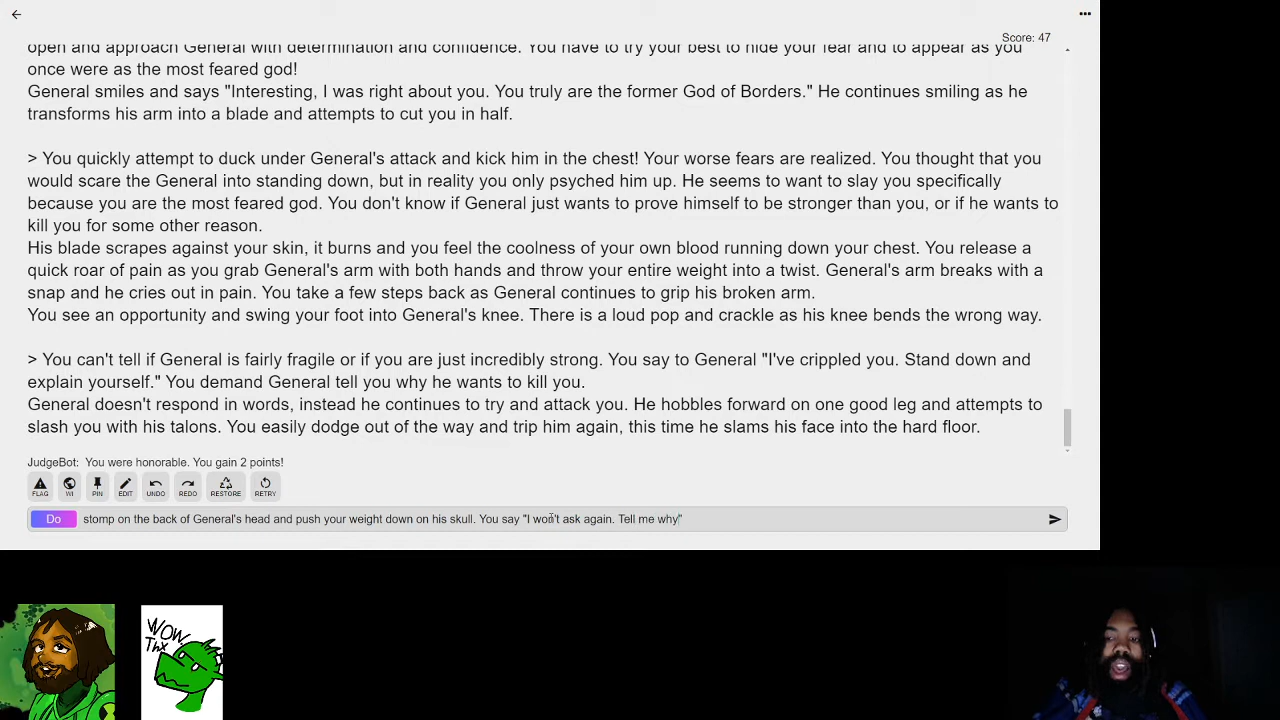 Score: 47
open and approach General with determination and confidence. You have to try your best to hide your fear and to appear as you
once were as the most feared god!
General smiles and says "Interesting, I was right about you. You truly are the former God of Borders." He continues smiling as he
transforms his arm into a blade and attempts to cut you in half.
> You quickly attempt to duck under General's attack and kick him in the chest! Your worse fears are realized. You thought that you
would scare the General into standing down, but in reality you only psyched him up. He seems to want to slay you specifically
because you are the most feared god. You don't know if General just wants to prove himself to be stronger than you, or if he wants to
kill you for some other reason.
His blade scrapes against your skin, it burns and you feel the coolness of your own blood running down your chest. You release a
quick roar of pain as you grab General's arm with both hands and throw your entire weight into a twist. General's arm breaks with a
snap and he cries out in pain. You take a few steps back as General continues to grip his broken arm.
You see an opportunity and swing your foot into General's knee. There is a loud pop and crackle as his knee bends the wrong way.
> You can't tell if General is fairly fragile or if you are just incredibly strong. You say to General "I've crippled you. Stand down and
explain yourself." You demand General tell you why he wants to kill you.
General doesn't respond in words, instead he continues to try and attack you. He hobbles forward on one good leg and attempts to
slash you with his talons. You easily dodge out of the way and trip him again, this time he slams his face into the hard floor.
JudgeBot: You were honorable. You gain 2 points!
FLAG WI PIN EDIT UNDO REDO RESTORE RETRY
Do stomp on the back of General's head and push your weight down on his skull. You say "I won't ask again. Tell me why"
WOW
Thx